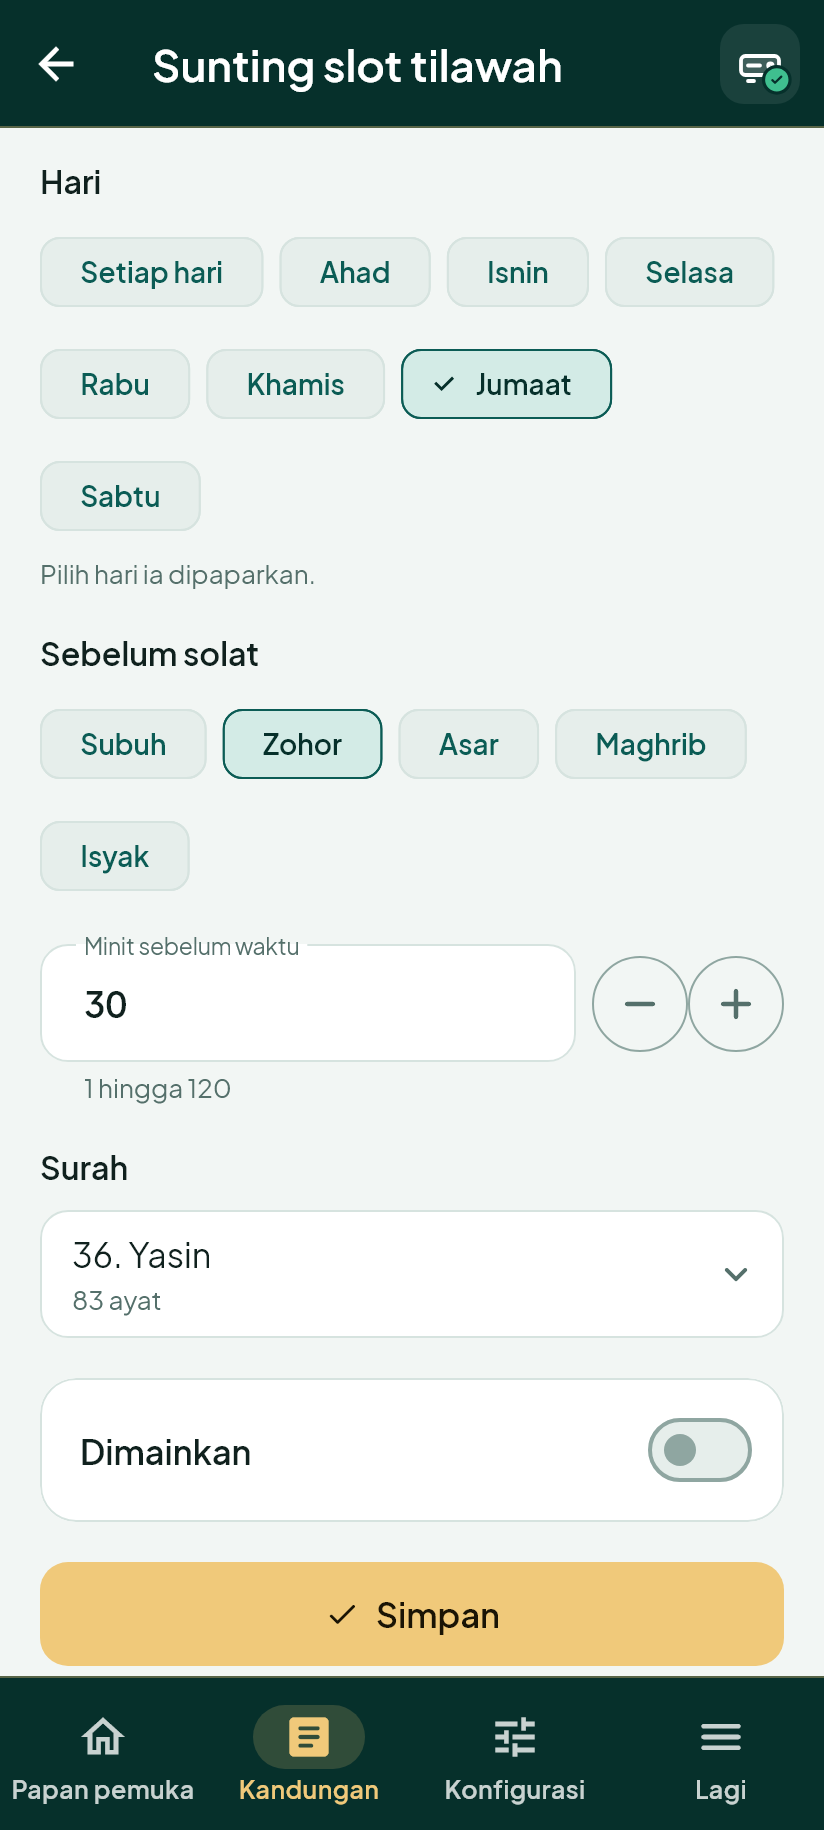 Sunting slot tilawah
Hari
Setiap hari
Ahad
Isnin
Selasa
Rabu
Khamis
Jumaat
Sabtu
Pilih hari ia dipaparkan.
Sebelum solat
Subuh
Zohor
Asar
Maghrib
Isyak
Minit sebelum waktu
30
1 hingga 120
Surah
36. Yasin
83 ayat
Dimainkan
Simpan
Papan pemuka
Kandungan
Konfigurasi
Lagi